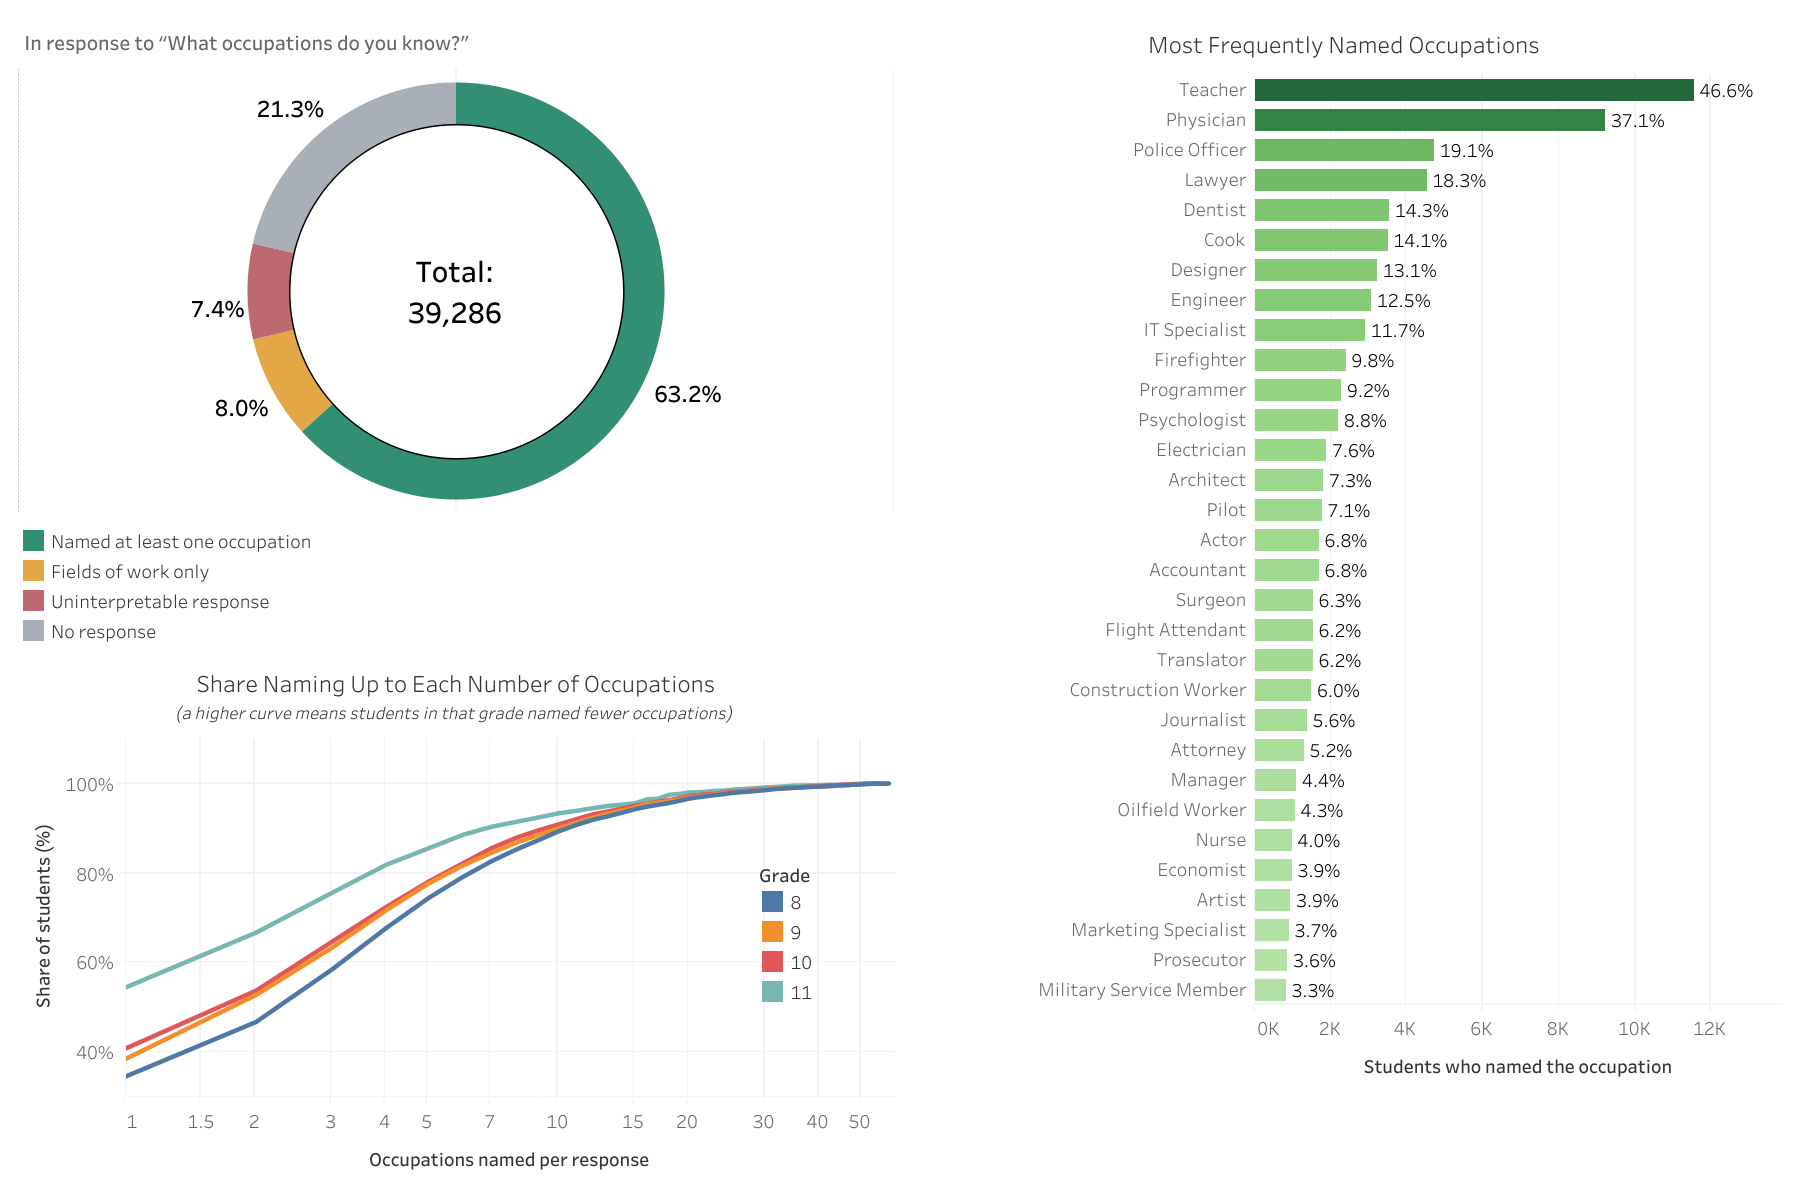 In response to “What occupations do you know?”
21.3%
7.4%
8.0%
63.2%
Total:
39,286
Named at least one occupation
Fields of work only
Uninterpretable response
No response
Share Naming Up to Each Number of Occupations
(a higher curve means students in that grade named fewer occupations)
Share of students (%)
100%
80%
60%
40%
Grade
8
9
10
11
1 1.5 2 3 4 5 7 10 15 20 30 40 50
Occupations named per response
Most Frequently Named Occupations
Teacher 46.6%
Physician 37.1%
Police Officer 19.1%
Lawyer 18.3%
Dentist 14.3%
Cook 14.1%
Designer 13.1%
Engineer 12.5%
IT Specialist 11.7%
Firefighter 9.8%
Programmer 9.2%
Psychologist 8.8%
Electrician 7.6%
Architect 7.3%
Pilot 7.1%
Actor 6.8%
Accountant 6.8%
Surgeon 6.3%
Flight Attendant 6.2%
Translator 6.2%
Construction Worker 6.0%
Journalist 5.6%
Attorney 5.2%
Manager 4.4%
Oilfield Worker 4.3%
Nurse 4.0%
Economist 3.9%
Artist 3.9%
Marketing Specialist 3.7%
Prosecutor 3.6%
Military Service Member 3.3%
0K 2K 4K 6K 8K 10K 12K
Students who named the occupation